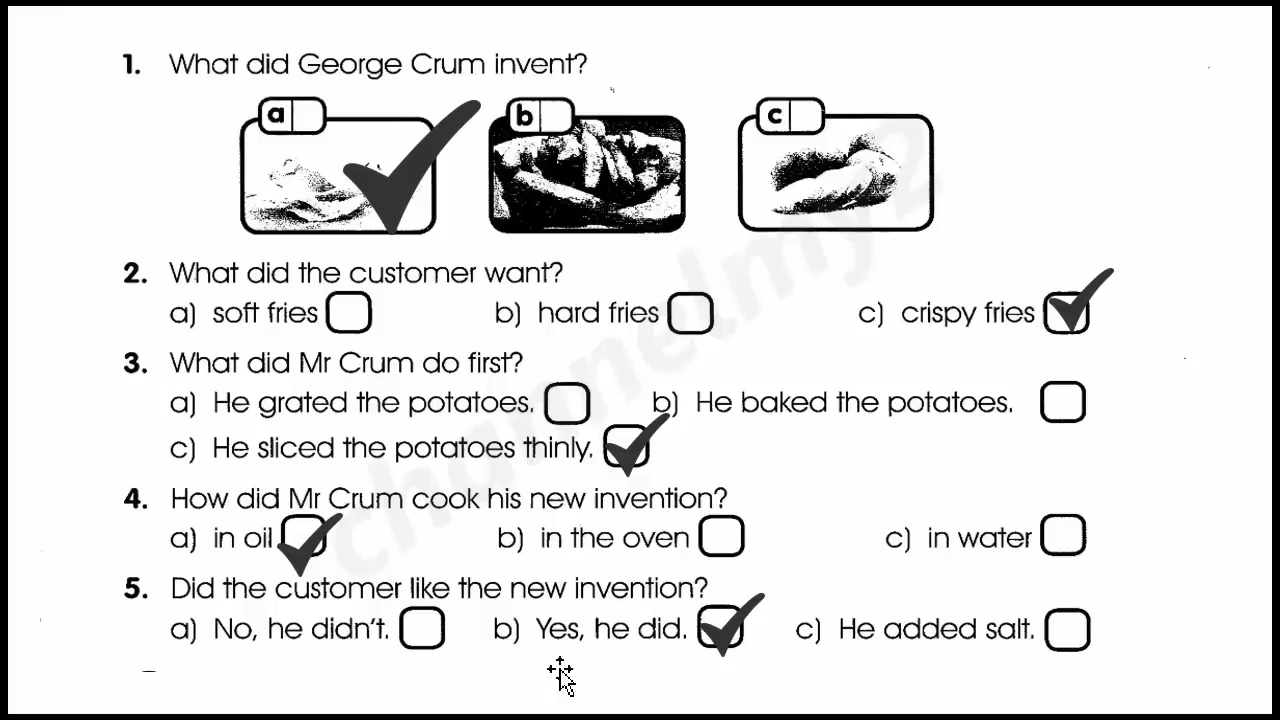 1. What did George Crum invent?
a b c
2. What did the customer want?
a) soft fries b) hard fries c) crispy fries
3. What did Mr Crum do first?
a) He grated the potatoes. b) He baked the potatoes.
c) He sliced the potatoes thinly.
4. How did Mr Crum cook his new invention?
a) in oil b) in the oven c) in water
5. Did the customer like the new invention?
a) No, he didn't. b) Yes, he did. c) He added salt.
channelmy2